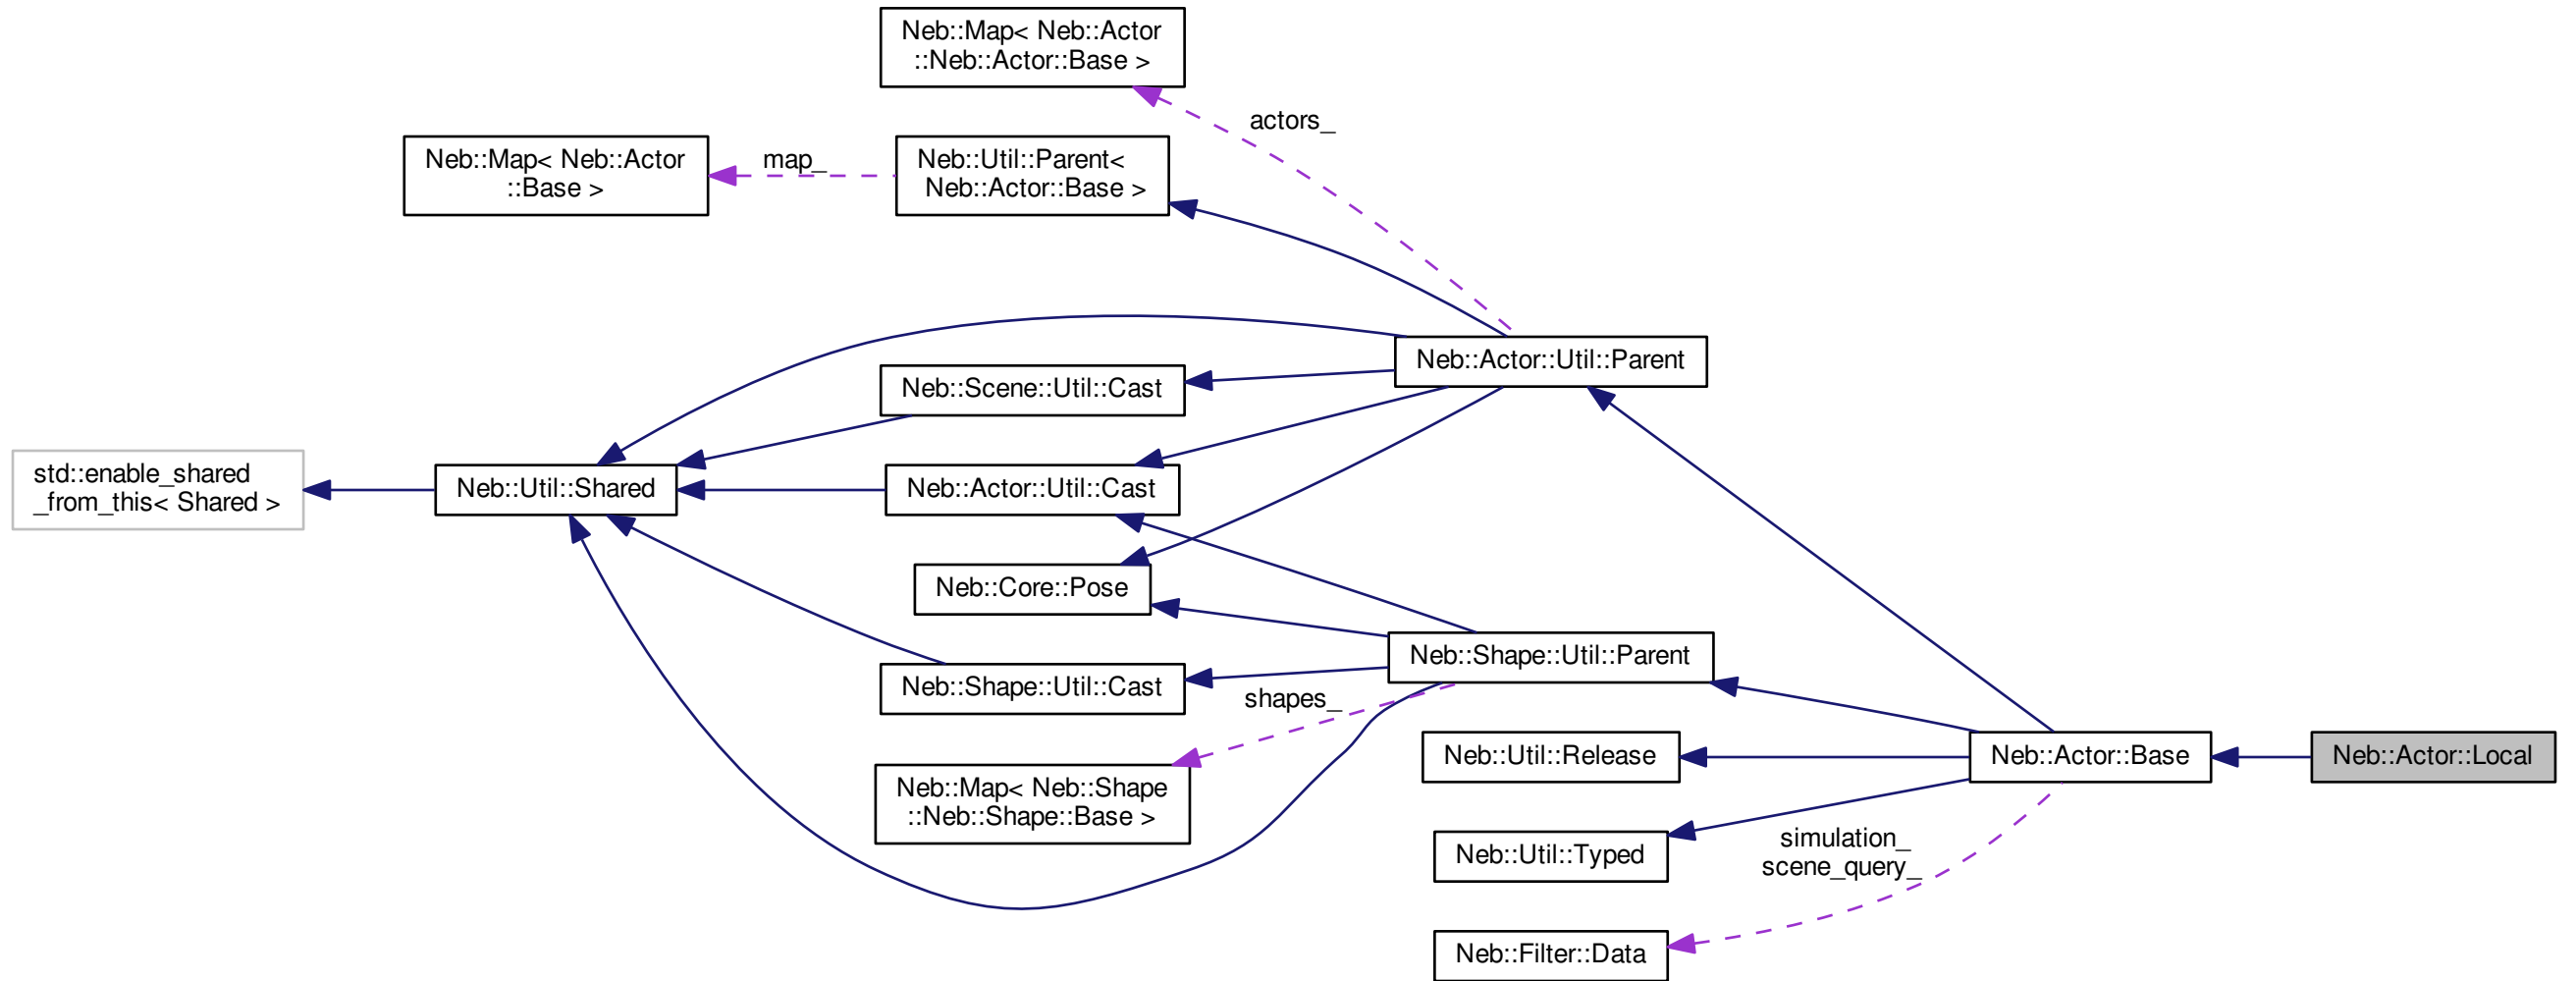 Neb::Map< Neb::Actor
::Neb::Actor::Base >
actors_
Neb::Map< Neb::Actor
::Base >
map_
Neb::Util::Parent<
Neb::Actor::Base >
Neb::Actor::Util::Parent
Neb::Scene::Util::Cast
std::enable_shared
_from_this< Shared >
Neb::Util::Shared
Neb::Actor::Util::Cast
Neb::Core::Pose
Neb::Shape::Util::Parent
Neb::Shape::Util::Cast
shapes_
Neb::Map< Neb::Shape
::Neb::Shape::Base >
Neb::Util::Release
Neb::Actor::Base
Neb::Actor::Local
Neb::Util::Typed
simulation_
scene_query_
Neb::Filter::Data